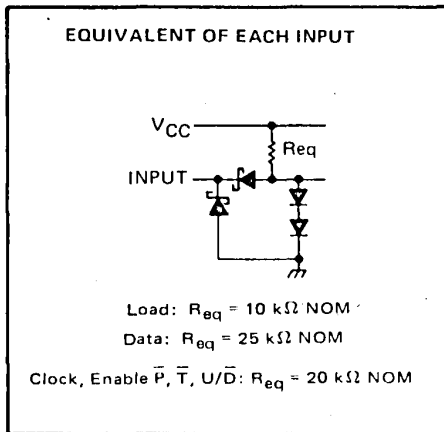 EQUIVALENT OF EACH INPUT
VCC
Req
INPUT
Load: Req = 10 kΩ NOM
Data: Req = 25 kΩ NOM
Clock, Enable P̅, T̅, U/D̅: Req = 20 kΩ NOM